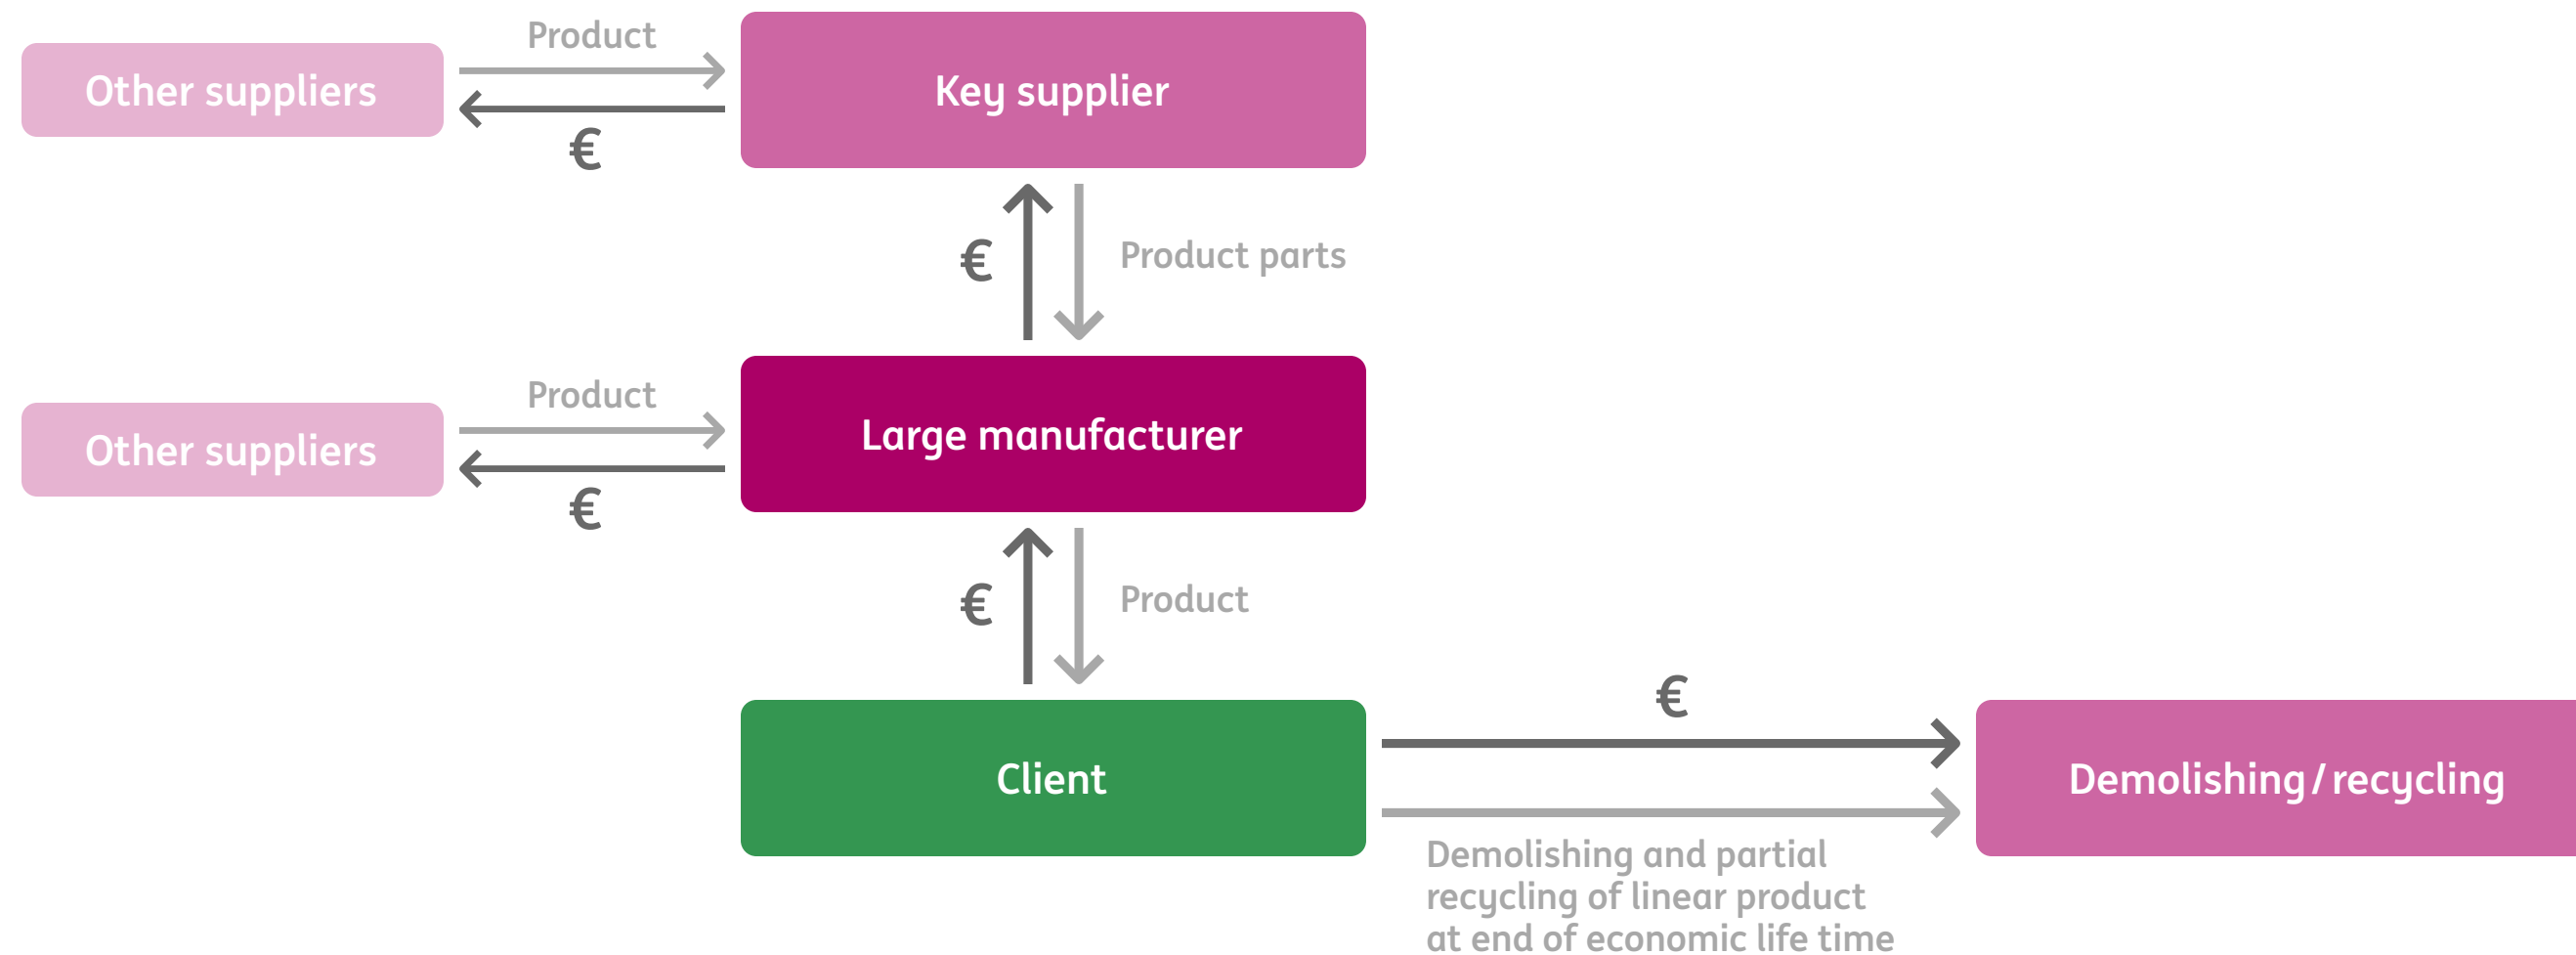 Product
Other suppliers
Key supplier
€
€
Product parts
Product
Other suppliers
Large manufacturer
€
€
Product
€
Client
Demolishing / recycling
Demolishing and partial
recycling of linear product
at end of economic life time